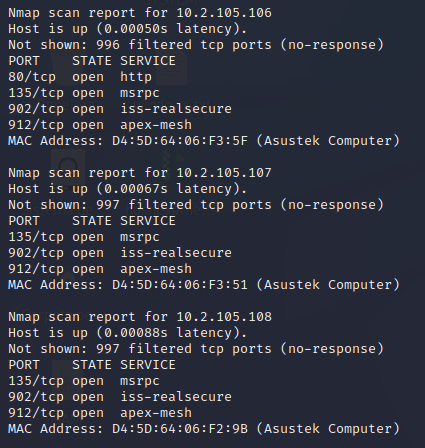 Nmap scan report for 10.2.105.106
Host is up (0.00050s latency).
Not shown: 996 filtered tcp ports (no-response)
PORT    STATE SERVICE
80/tcp  open  http
135/tcp open  msrpc
902/tcp open  iss-realsecure
912/tcp open  apex-mesh
MAC Address: D4:5D:64:06:F3:5F (Asustek Computer)

Nmap scan report for 10.2.105.107
Host is up (0.00067s latency).
Not shown: 997 filtered tcp ports (no-response)
PORT    STATE SERVICE
135/tcp open  msrpc
902/tcp open  iss-realsecure
912/tcp open  apex-mesh
MAC Address: D4:5D:64:06:F3:51 (Asustek Computer)

Nmap scan report for 10.2.105.108
Host is up (0.00088s latency).
Not shown: 997 filtered tcp ports (no-response)
PORT    STATE SERVICE
135/tcp open  msrpc
902/tcp open  iss-realsecure
912/tcp open  apex-mesh
MAC Address: D4:5D:64:06:F2:9B (Asustek Computer)